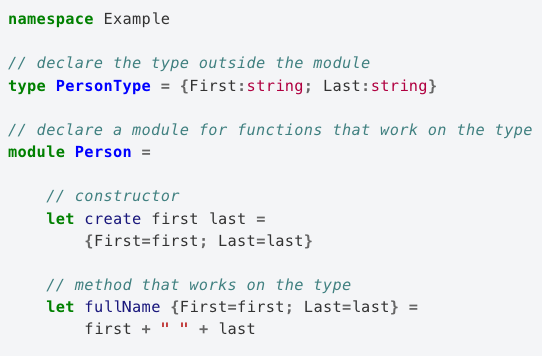 namespace Example
// declare the type outside the module
type PersonType = {First:string; Last:string}
// declare a module for functions that work on the type
module Person =
// constructor
let create first last =
{First=first; Last=last}
// method that works on the type
let fullName {First=first; Last=last} =
first + " " + last